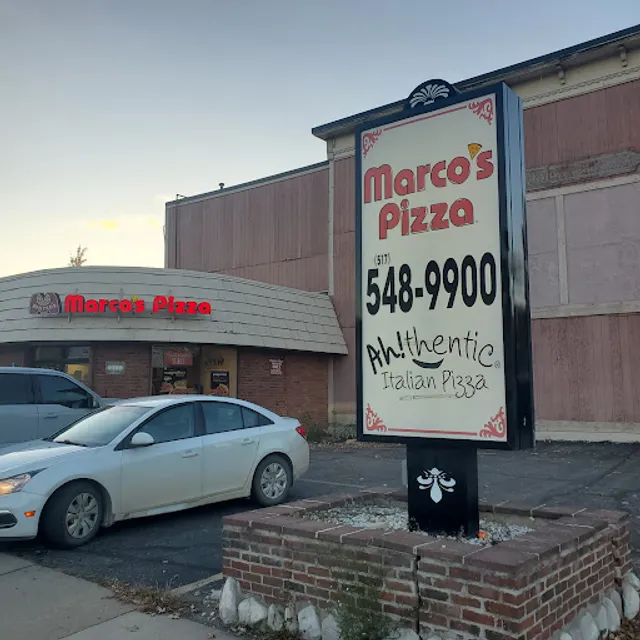 Marco's Pizza
Marco's
Pizza
(517)
548-9900
Ah!thentic
Italian Pizza